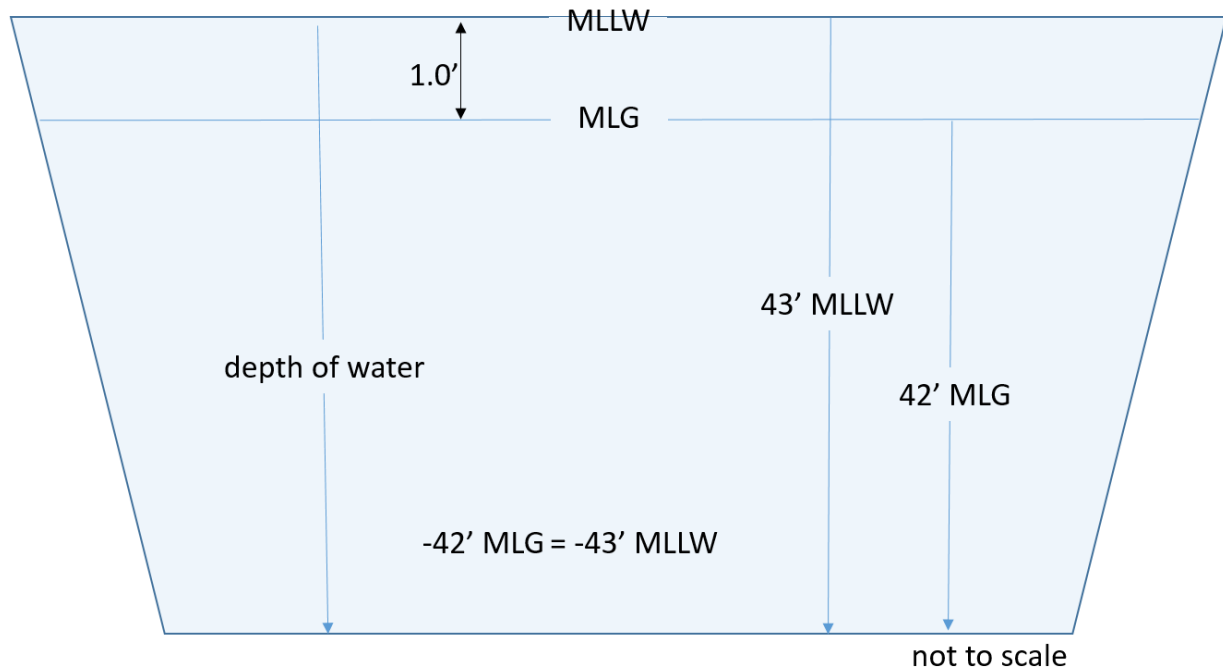 MLLW
1.0’
MLG
43’ MLLW
depth of water
42’ MLG
-42’ MLG = -43’ MLLW
not to scale